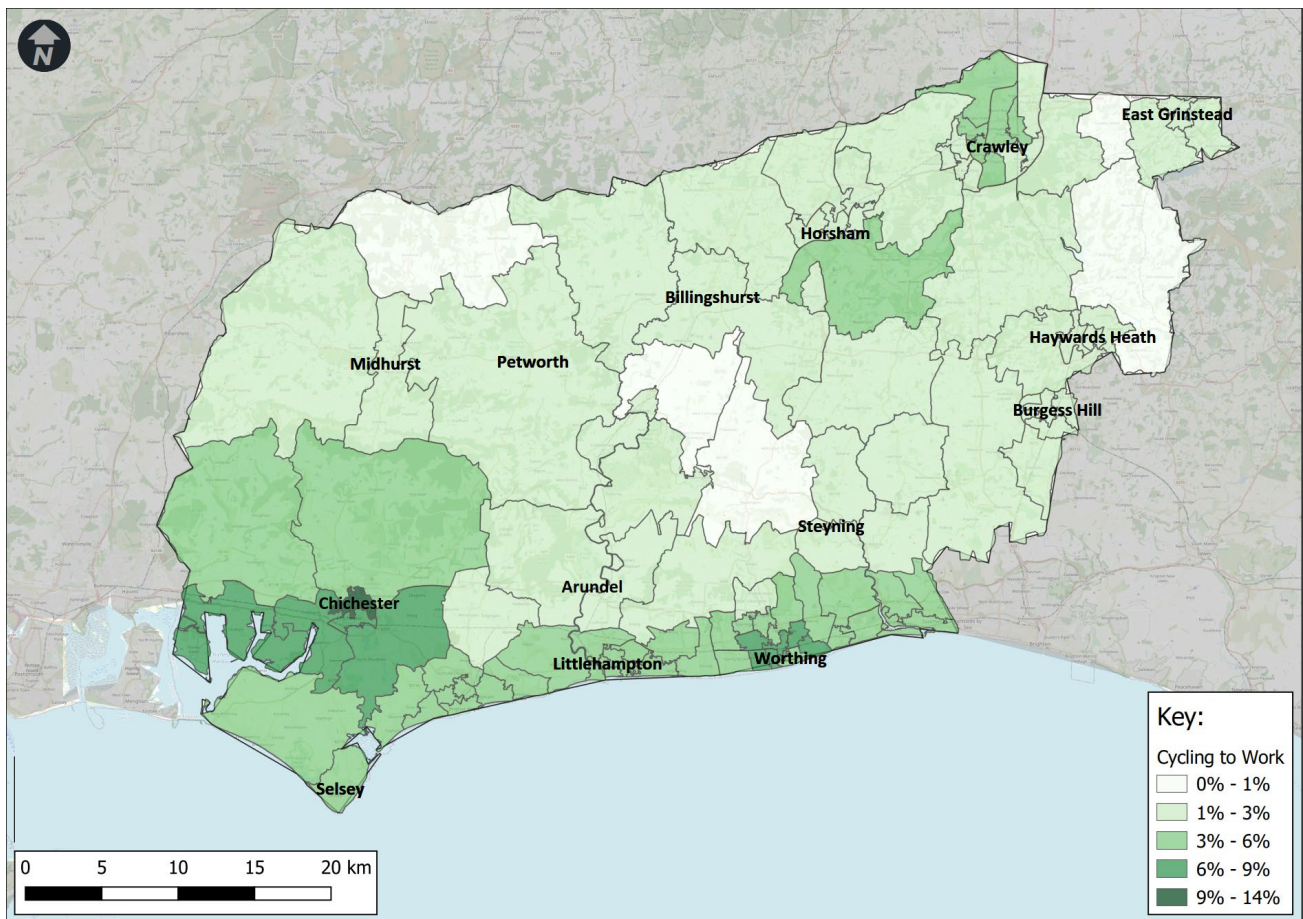 N
East Grinstead
Crawley
Horsham
Billingshurst
Haywards Heath
Midhurst
Petworth
Burgess Hill
Steyning
Arundel
Chichester
Worthing
Littlehampton
Selsey
Key:
Cycling to Work
0% - 1%
1% - 3%
3% - 6%
6% - 9%
9% - 14%
0 5 10 15 20 km